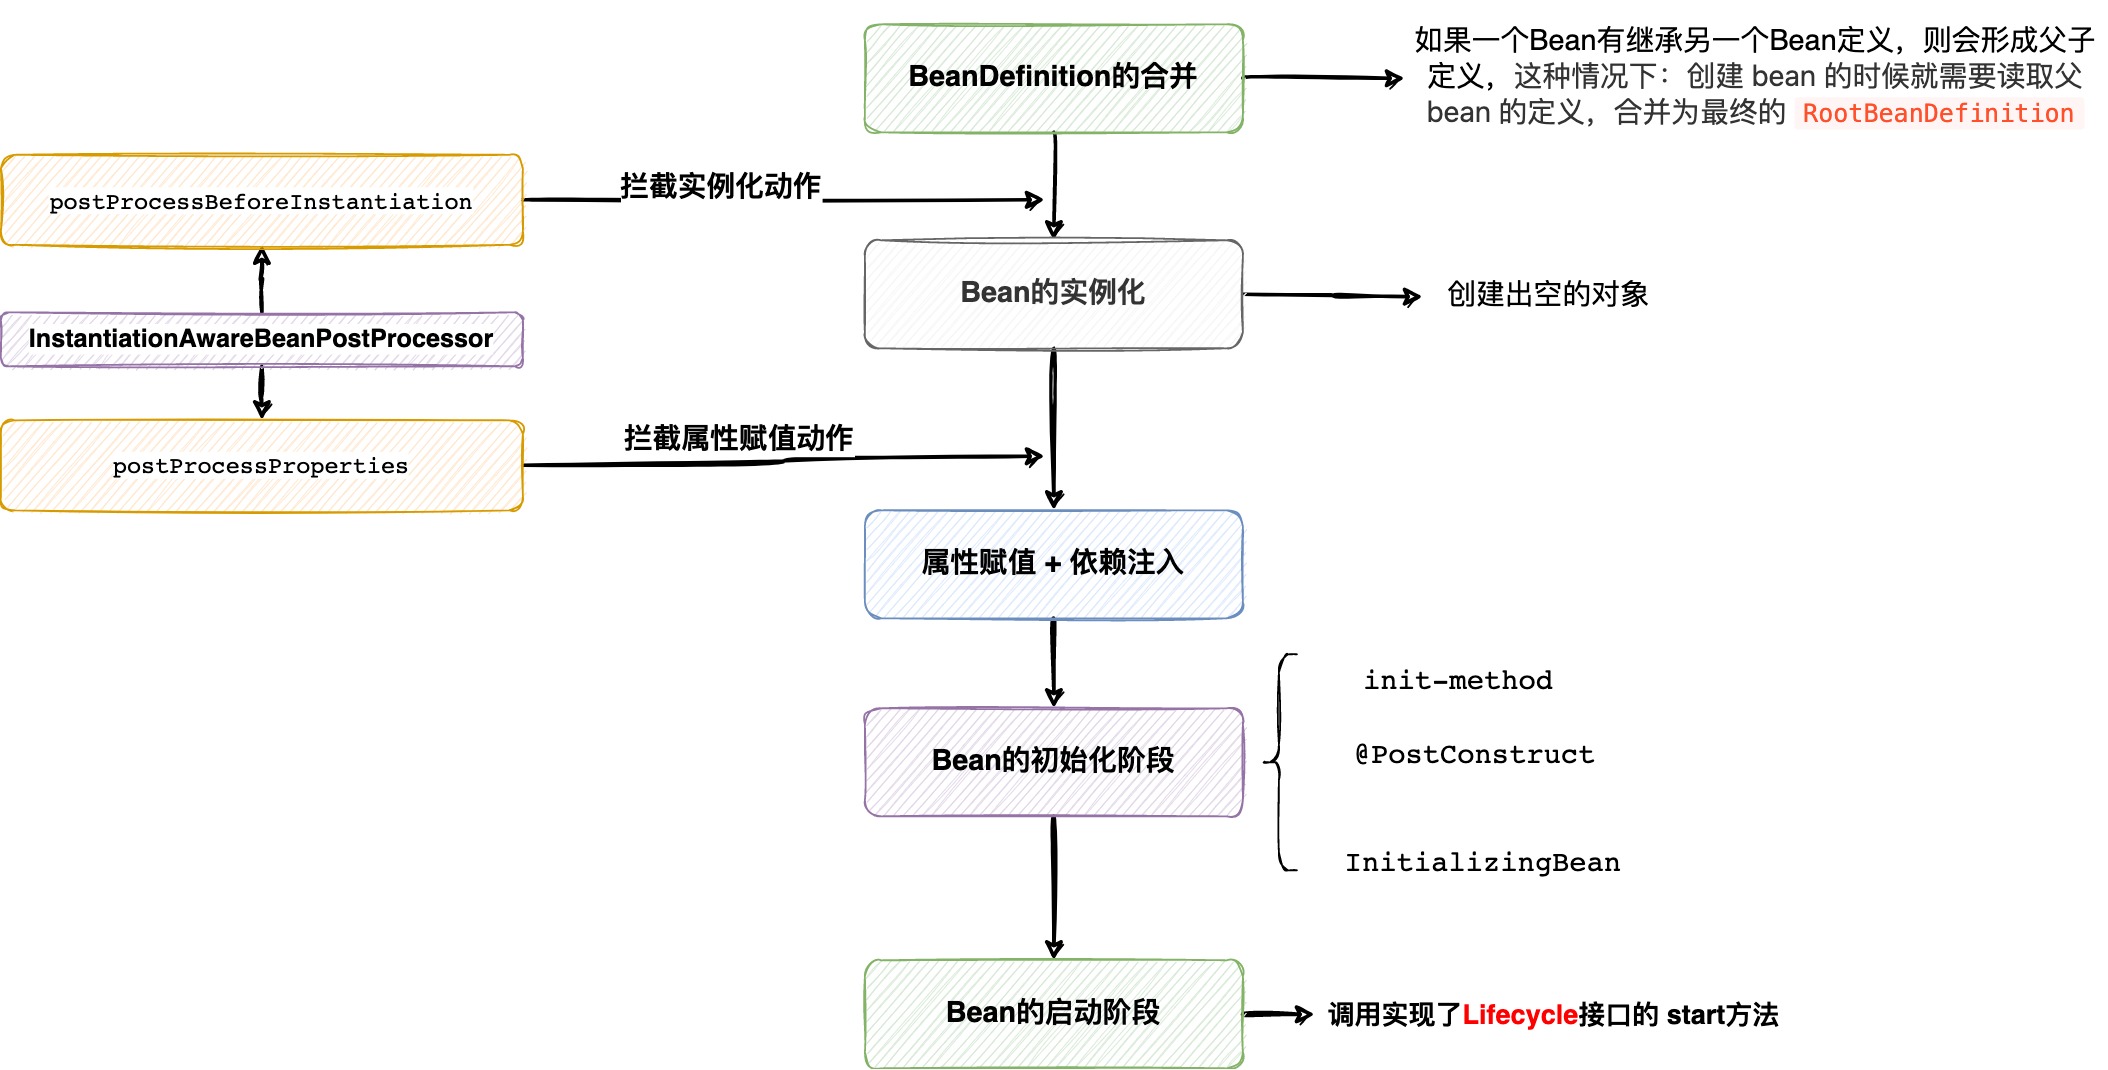 BeanDefinition的合并
如果一个Bean有继承另一个Bean定义，则会形成父子
定义，这种情况下：创建 bean 的时候就需要读取父
bean 的定义，合并为最终的 RootBeanDefinition
postProcessBeforeInstantiation
拦截实例化动作
Bean的实例化
创建出空的对象
InstantiationAwareBeanPostProcessor
拦截属性赋值动作
postProcessProperties
属性赋值 + 依赖注入
init-method
Bean的初始化阶段
@PostConstruct
InitializingBean
Bean的启动阶段
调用实现了Lifecycle接口的 start方法